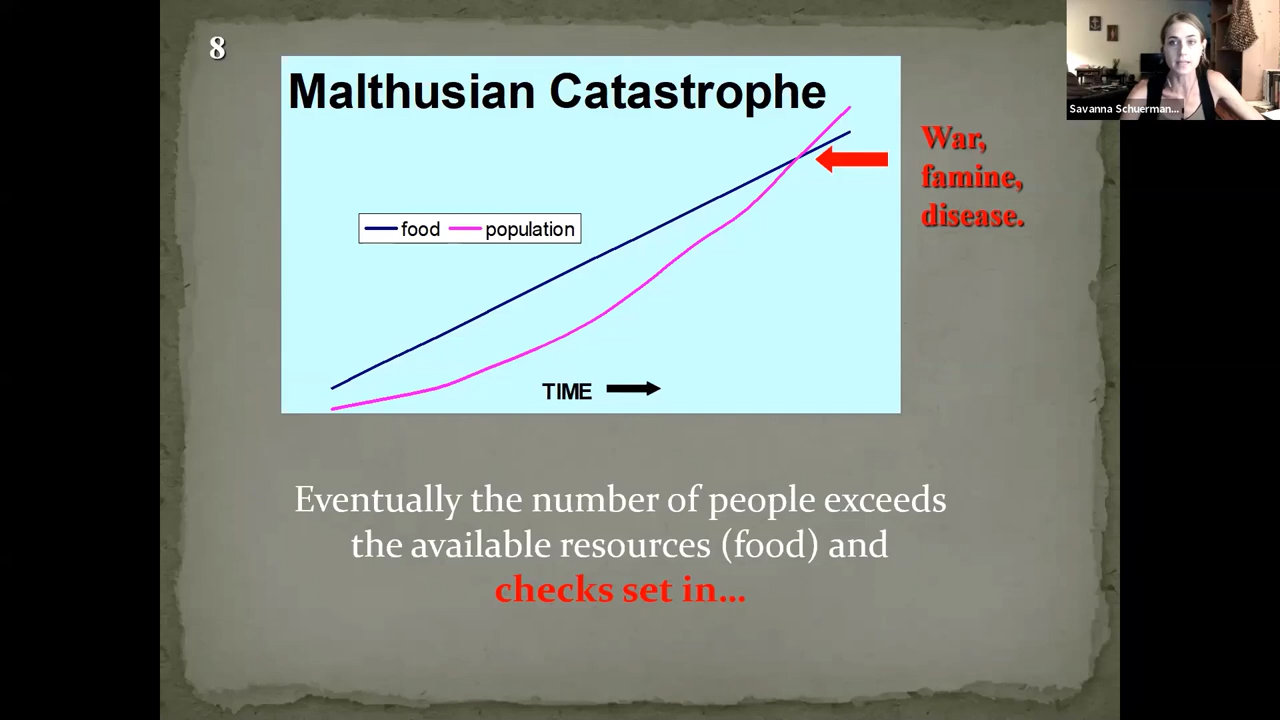 8
Malthusian Catastrophe
War,
famine,
disease.
food population
TIME
Eventually the number of people exceeds
the available resources (food) and
checks set in...
Savanna Schuerman...